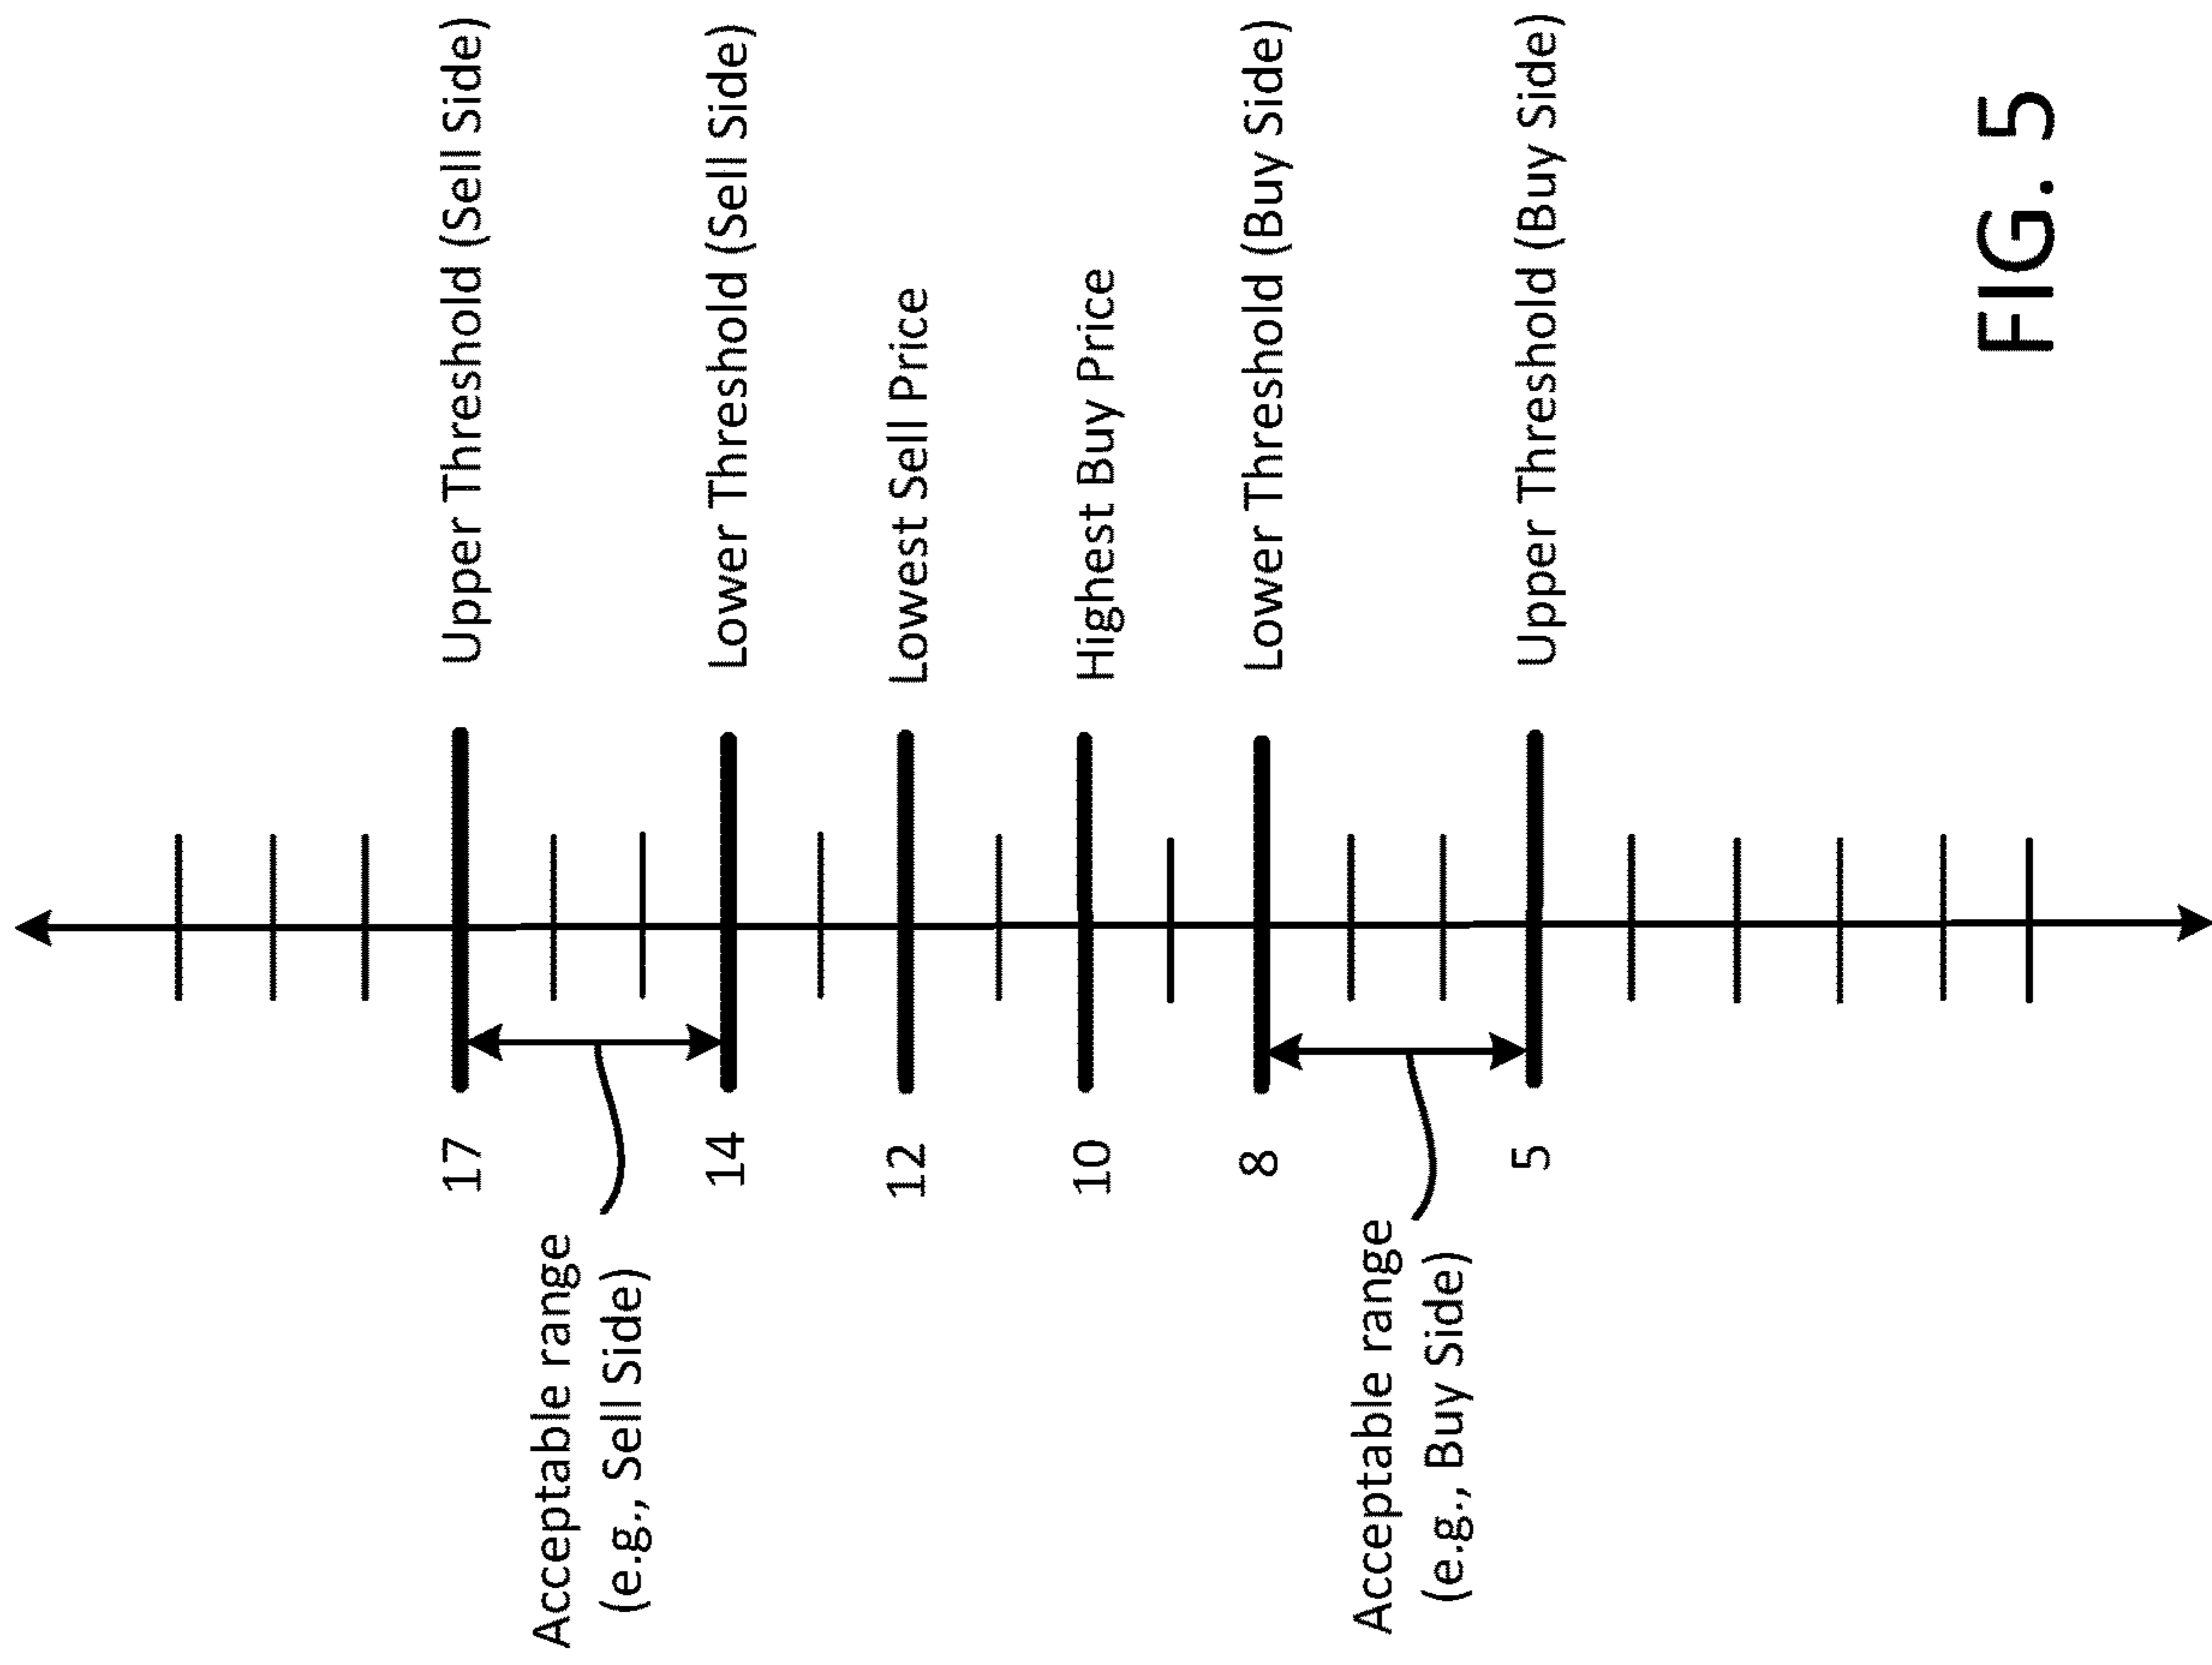 Acceptable range
(e.g., Sell Side)
Acceptable range
(e.g., Buy Side)
17
14
12
10
8
5
Upper Threshold (Sell Side)
Lower Threshold (Sell Side)
Lowest Sell Price
Highest Buy Price
Lower Threshold (Buy Side)
Upper Threshold (Buy Side)
FIG. 5